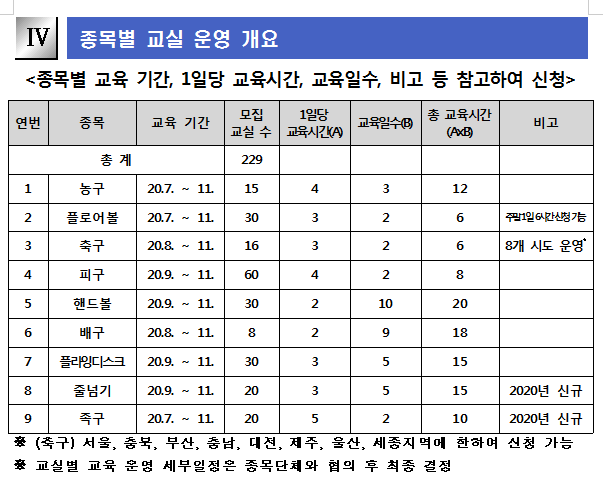 Ⅳ 종목별 교실 운영 개요
<종목별 교육 기간, 1일당 교육시간, 교육일수, 비고 등 참고하여 신청>
연번 종목 교육 기간 모집 교실 수 1일당 교육시간(A) 교육일수(B) 총 교육시간 (AxB) 비고
총 계 229
1 농구 20.7. ~ 11. 15 4 3 12
2 플로어볼 20.7. ~ 11. 30 3 2 6 주말 1일 6시간 신청 가능
3 축구 20.8. ~ 11. 16 3 2 6 8개 시도 운영*
4 피구 20.9. ~ 11. 60 4 2 8
5 핸드볼 20.9. ~ 11. 30 2 10 20
6 배구 20.8. ~ 11. 8 2 9 18
7 플라잉디스크 20.9. ~ 11. 30 3 5 15
8 줄넘기 20.9. ~ 11. 20 3 5 15 2020년 신규
9 족구 20.7. ~ 11. 20 5 2 10 2020년 신규
※ (축구) 서울, 충북, 부산, 충남, 대전, 제주, 울산, 세종지역에 한하여 신청 가능
※ 교실별 교육 운영 세부일정은 종목단체와 협의 후 최종 결정